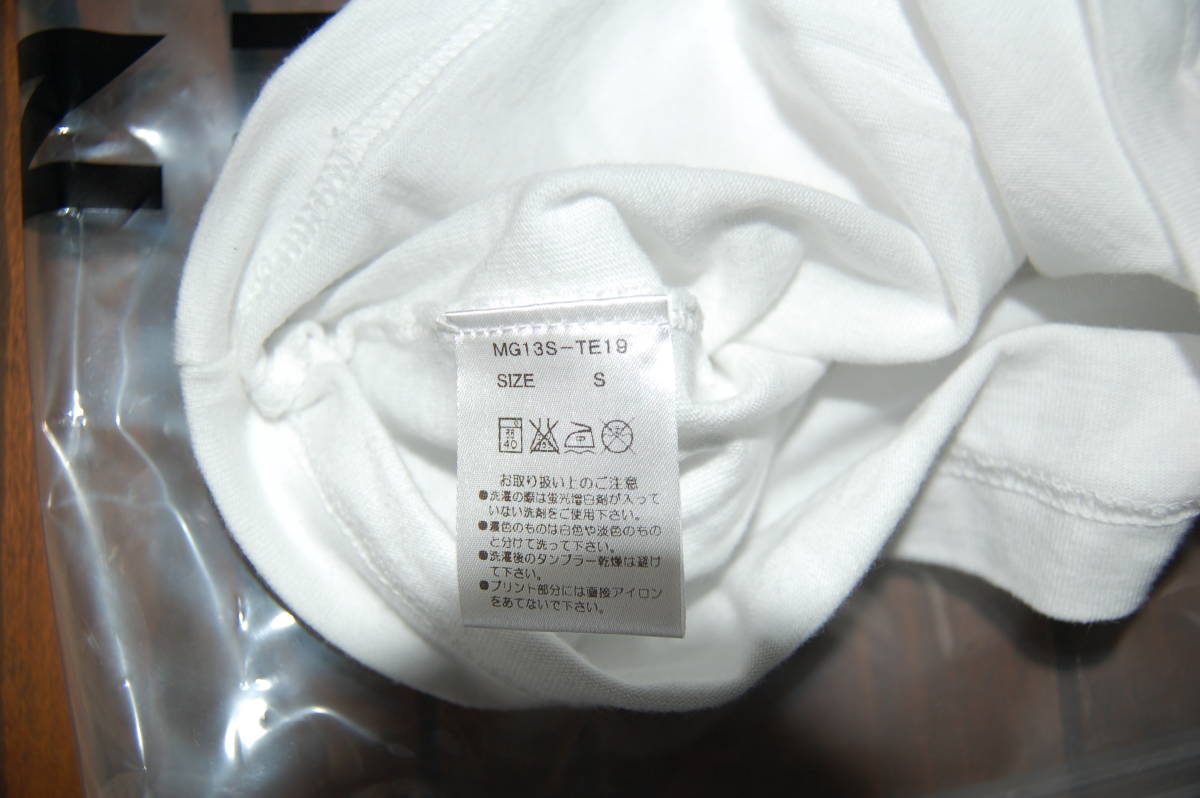 MG13S-TE19
SIZE S
40
中
お取り扱い上のご注意
●洗濯の際は蛍光増白剤が入って
いない洗剤をご使用下さい。
●濃色のものは白色や淡色のもの
と分けて洗って下さい。
●洗濯後のタンブラー乾燥は避け
て下さい。
●プリント部分には直接アイロン
をあてないで下さい。